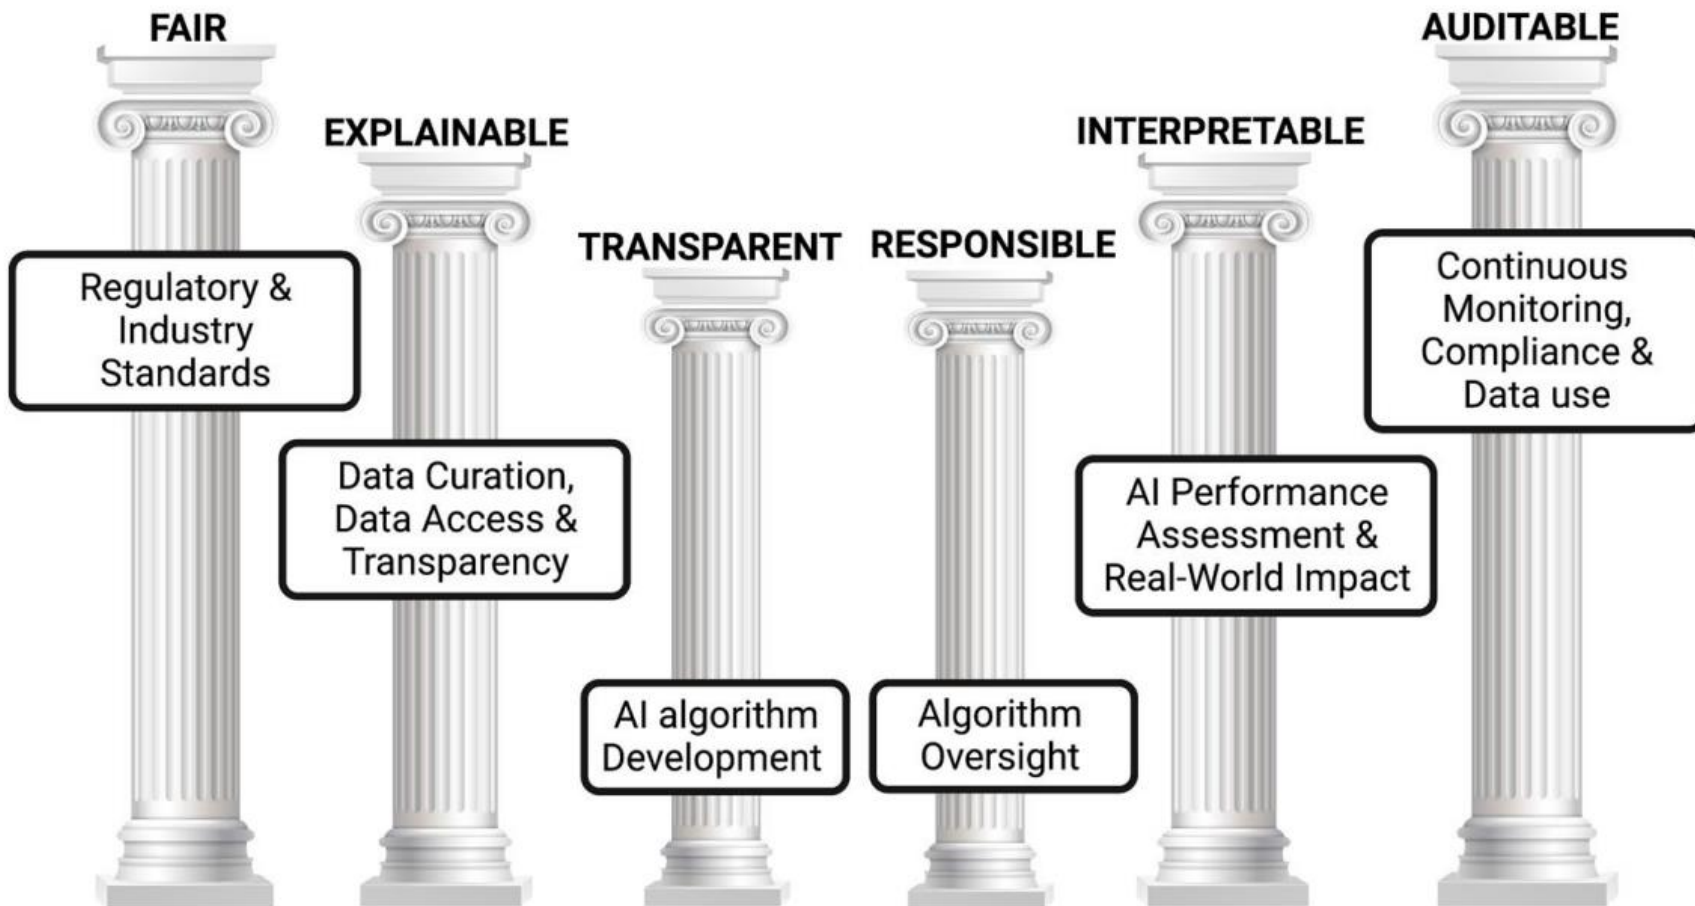 FAIR
Regulatory &
Industry
Standards
EXPLAINABLE
Data Curation,
Data Access &
Transparency
TRANSPARENT
AI algorithm
Development
RESPONSIBLE
Algorithm
Oversight
INTERPRETABLE
AI Performance
Assessment &
Real-World Impact
AUDITABLE
Continuous
Monitoring,
Compliance &
Data use